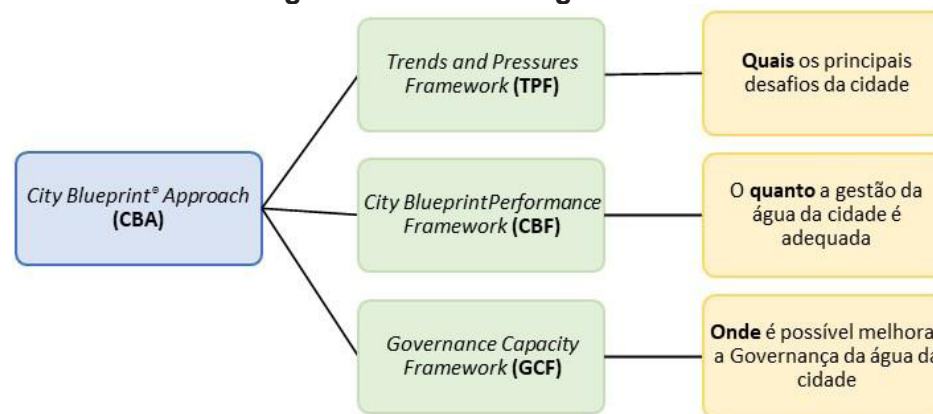 Trends and Pressures
Framework (TPF)
Quais os principais
desafios da cidade
City Blueprint® Approach
(CBA)
City BlueprintPerformance
Framework (CBF)
O quanto a gestão da
água da cidade é
adequada
Governance Capacity
Framework (GCF)
Onde é possível melhora
a Governança da água da
cidade